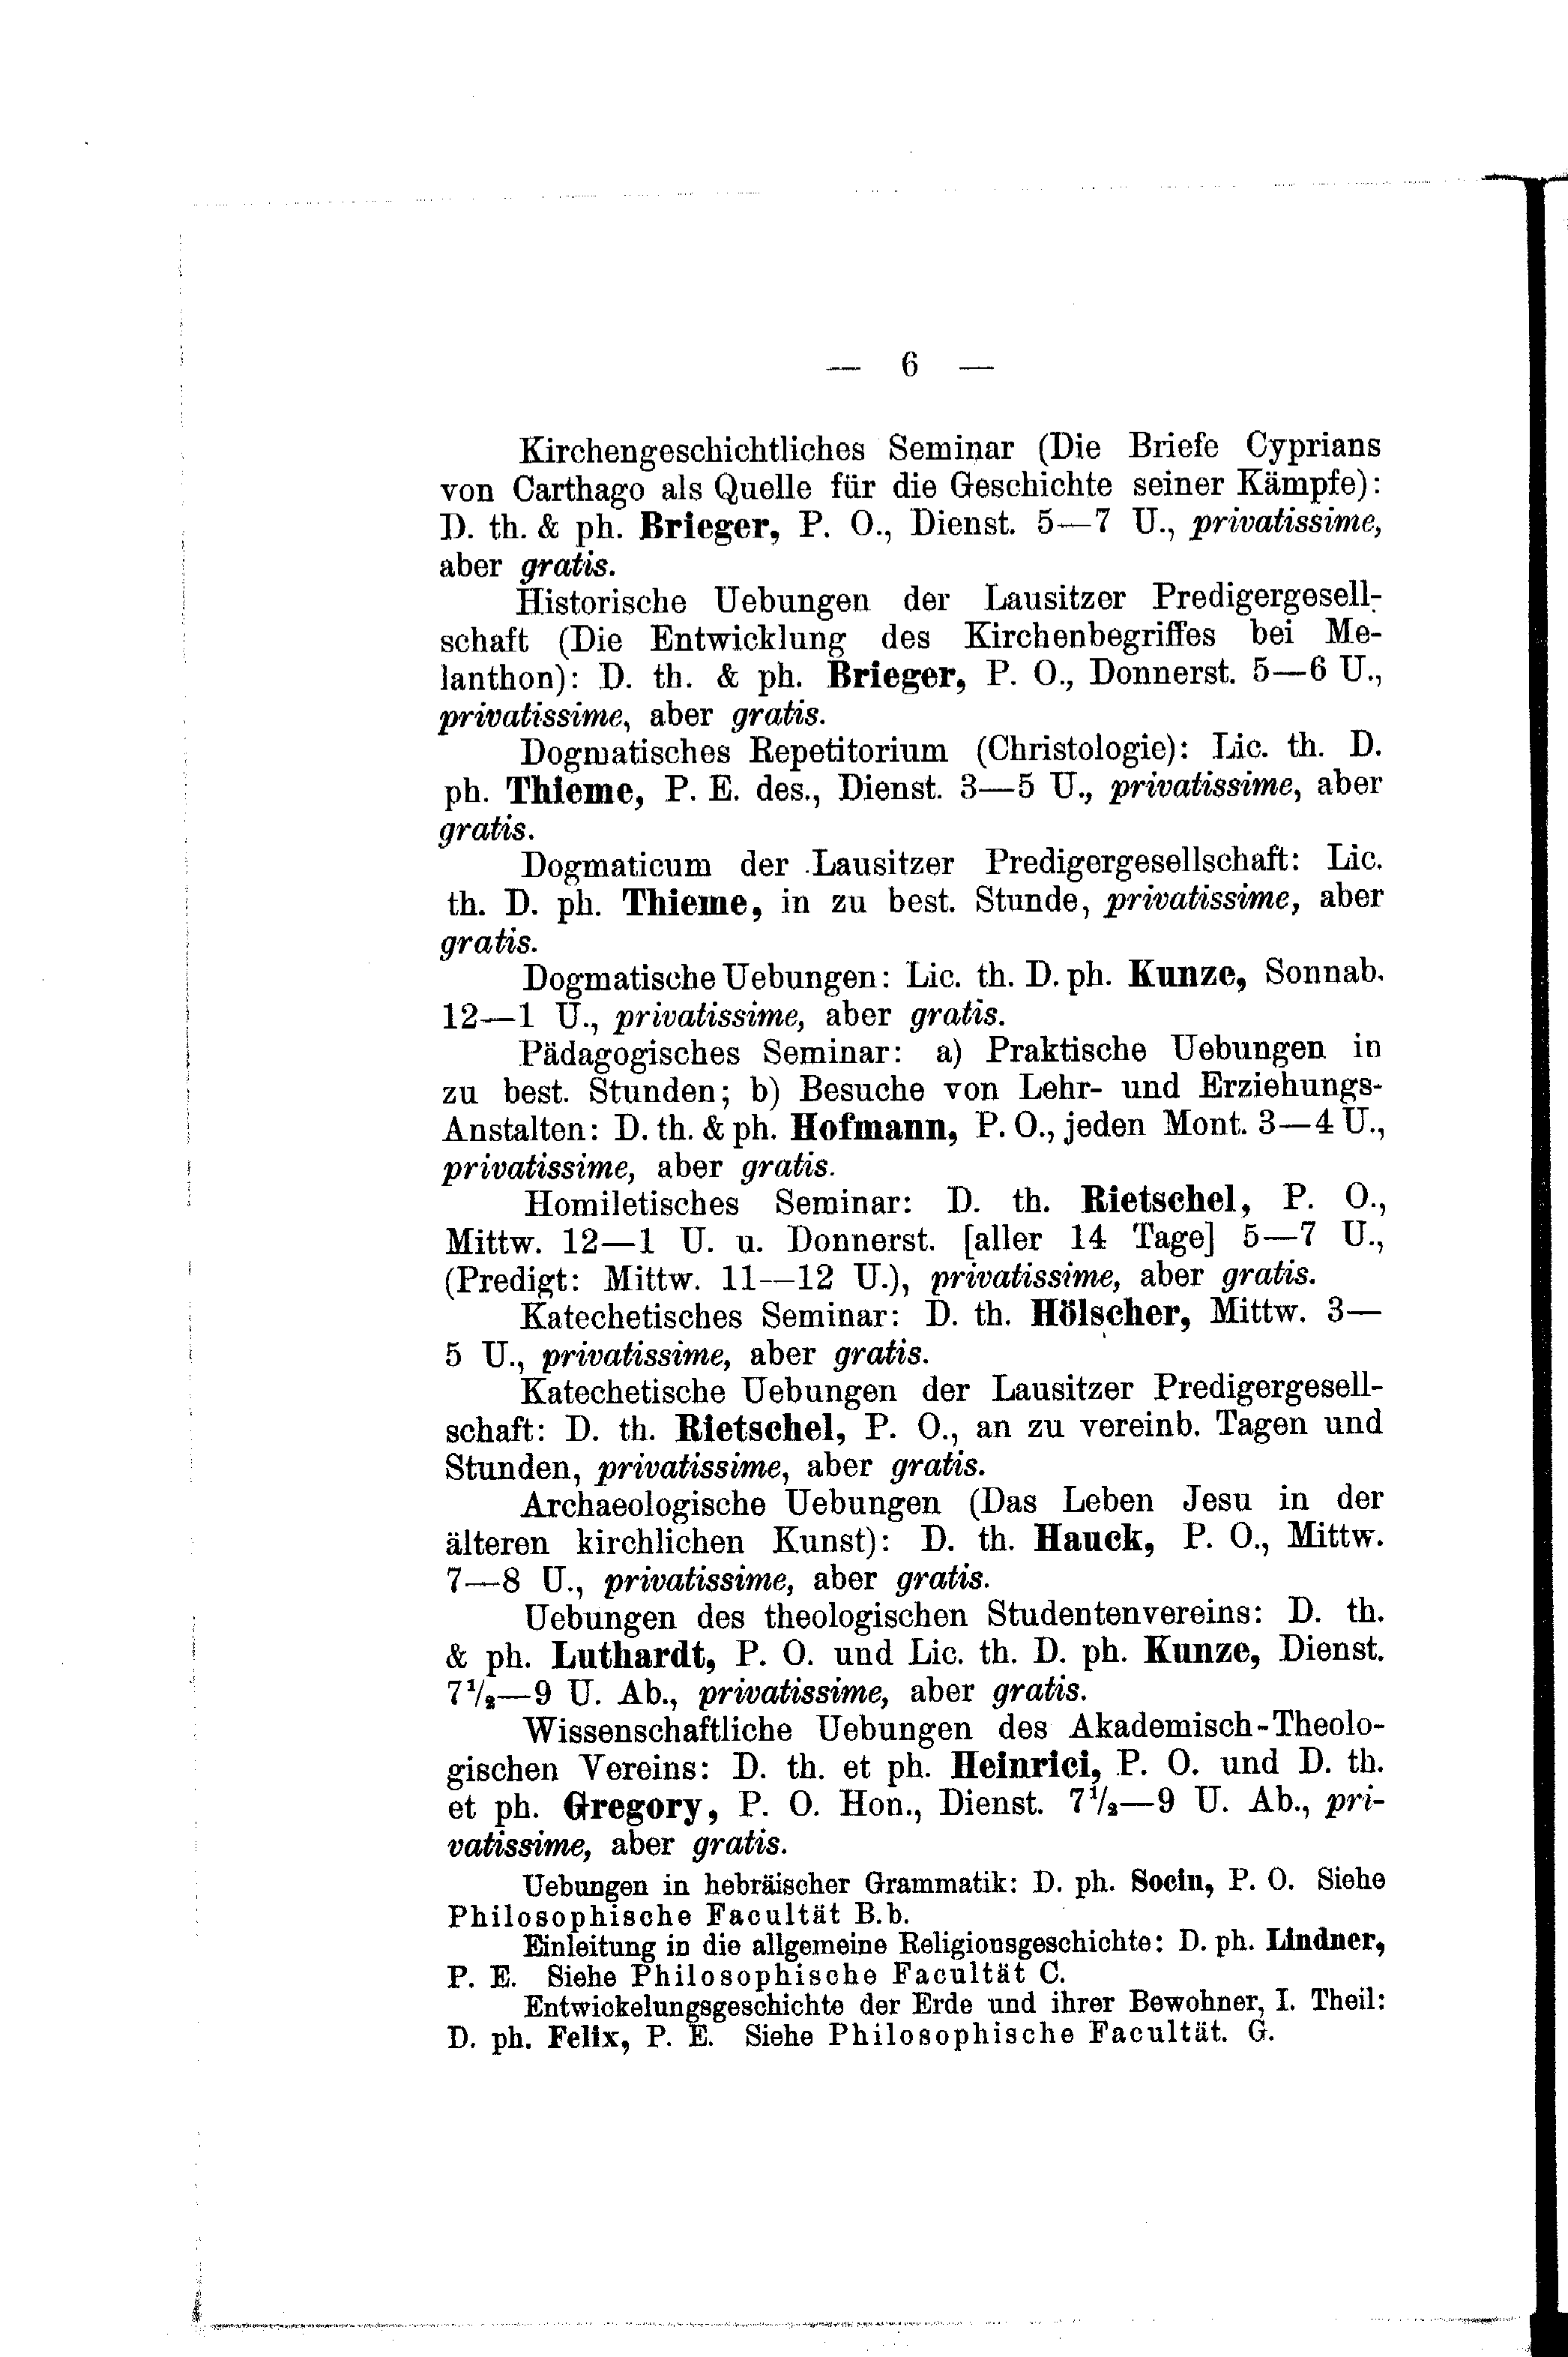 — 6 —
Kirchengeschichtliches Seminar (Die Briefe Cyprians
von Carthago als Quelle für die Geschichte seiner Kämpfe):
D. th. & ph. Brieger, P. O., Dienst. 5—7 U., privatissime,
aber gratis.
Historische Uebungen der Lausitzer Predigergesell-
schaft (Die Entwicklung des Kirchenbegriffes bei Me-
lanthon): D. th. & ph. Brieger, P. O., Donnerst. 5—6 U.,
privatissime, aber gratis.
Dogmatisches Repetitorium (Christologie): Lic. th. D.
ph. Thieme, P. E. des., Dienst. 3—5 U., privatissime, aber
gratis.
Dogmaticum der Lausitzer Predigergesellschaft: Lic.
th. D. ph. Thieme, in zu best. Stunde, privatissime, aber
gratis.
Dogmatische Uebungen: Lic. th. D. ph. Kunze, Sonnab.
12—1 U., privatissime, aber gratis.
Pädagogisches Seminar: a) Praktische Uebungen in
zu best. Stunden; b) Besuche von Lehr- und Erziehungs-
Anstalten: D. th. & ph. Hofmann, P. O., jeden Mont. 3—4 U.,
privatissime, aber gratis.
Homiletisches Seminar: D. th. Rietschel, P. O.,
Mittw. 12—1 U. u. Donnerst. [aller 14 Tage] 5—7 U.,
(Predigt: Mittw. 11—12 U.), privatissime, aber gratis.
Katechetisches Seminar: D. th. Hölscher, Mittw. 3—
5 U., privatissime, aber gratis.
Katechetische Uebungen der Lausitzer Predigergesell-
schaft: D. th. Rietschel, P. O., an zu vereinb. Tagen und
Stunden, privatissime, aber gratis.
Archaeologische Uebungen (Das Leben Jesu in der
älteren kirchlichen Kunst): D. th. Hauck, P. O., Mittw.
7—8 U., privatissime, aber gratis.
Uebungen des theologischen Studentenvereins: D. th.
& ph. Luthardt, P. O. und Lic. th. D. ph. Kunze, Dienst.
7 1/2—9 U. Ab., privatissime, aber gratis.
Wissenschaftliche Uebungen des Akademisch-Theolo-
gischen Vereins: D. th. et ph. Heinrici, P. O. und D. th.
et ph. Gregory, P. O. Hon., Dienst. 7 1/2—9 U. Ab., pri-
vatissime, aber gratis.
Uebungen in hebräischer Grammatik: D. ph. Socin, P. O. Siehe
Philosophische Facultät B.b.
Einleitung in die allgemeine Religionsgeschichte: D. ph. Lindner,
P. E. Siehe Philosophische Facultät C.
Entwickelungsgeschichte der Erde und ihrer Bewohner, I. Theil:
D. ph. Felix, P. E. Siehe Philosophische Facultät. G.